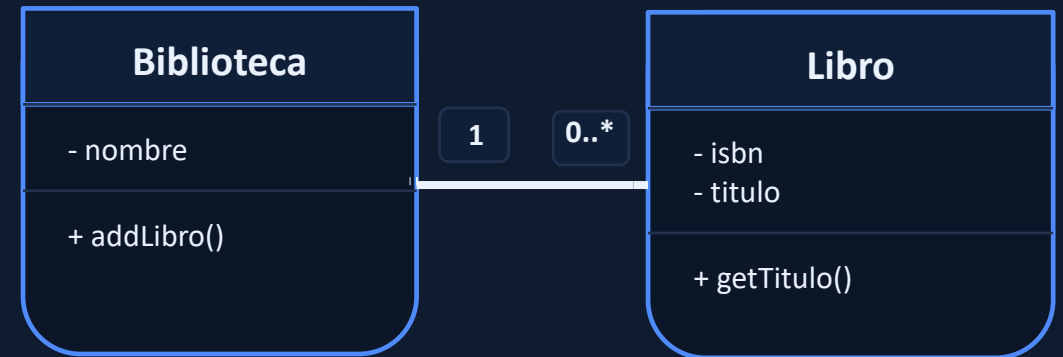 Biblioteca
- nombre
+ addLibro()
1
0..*
Libro
- isbn
- titulo
+ getTitulo()